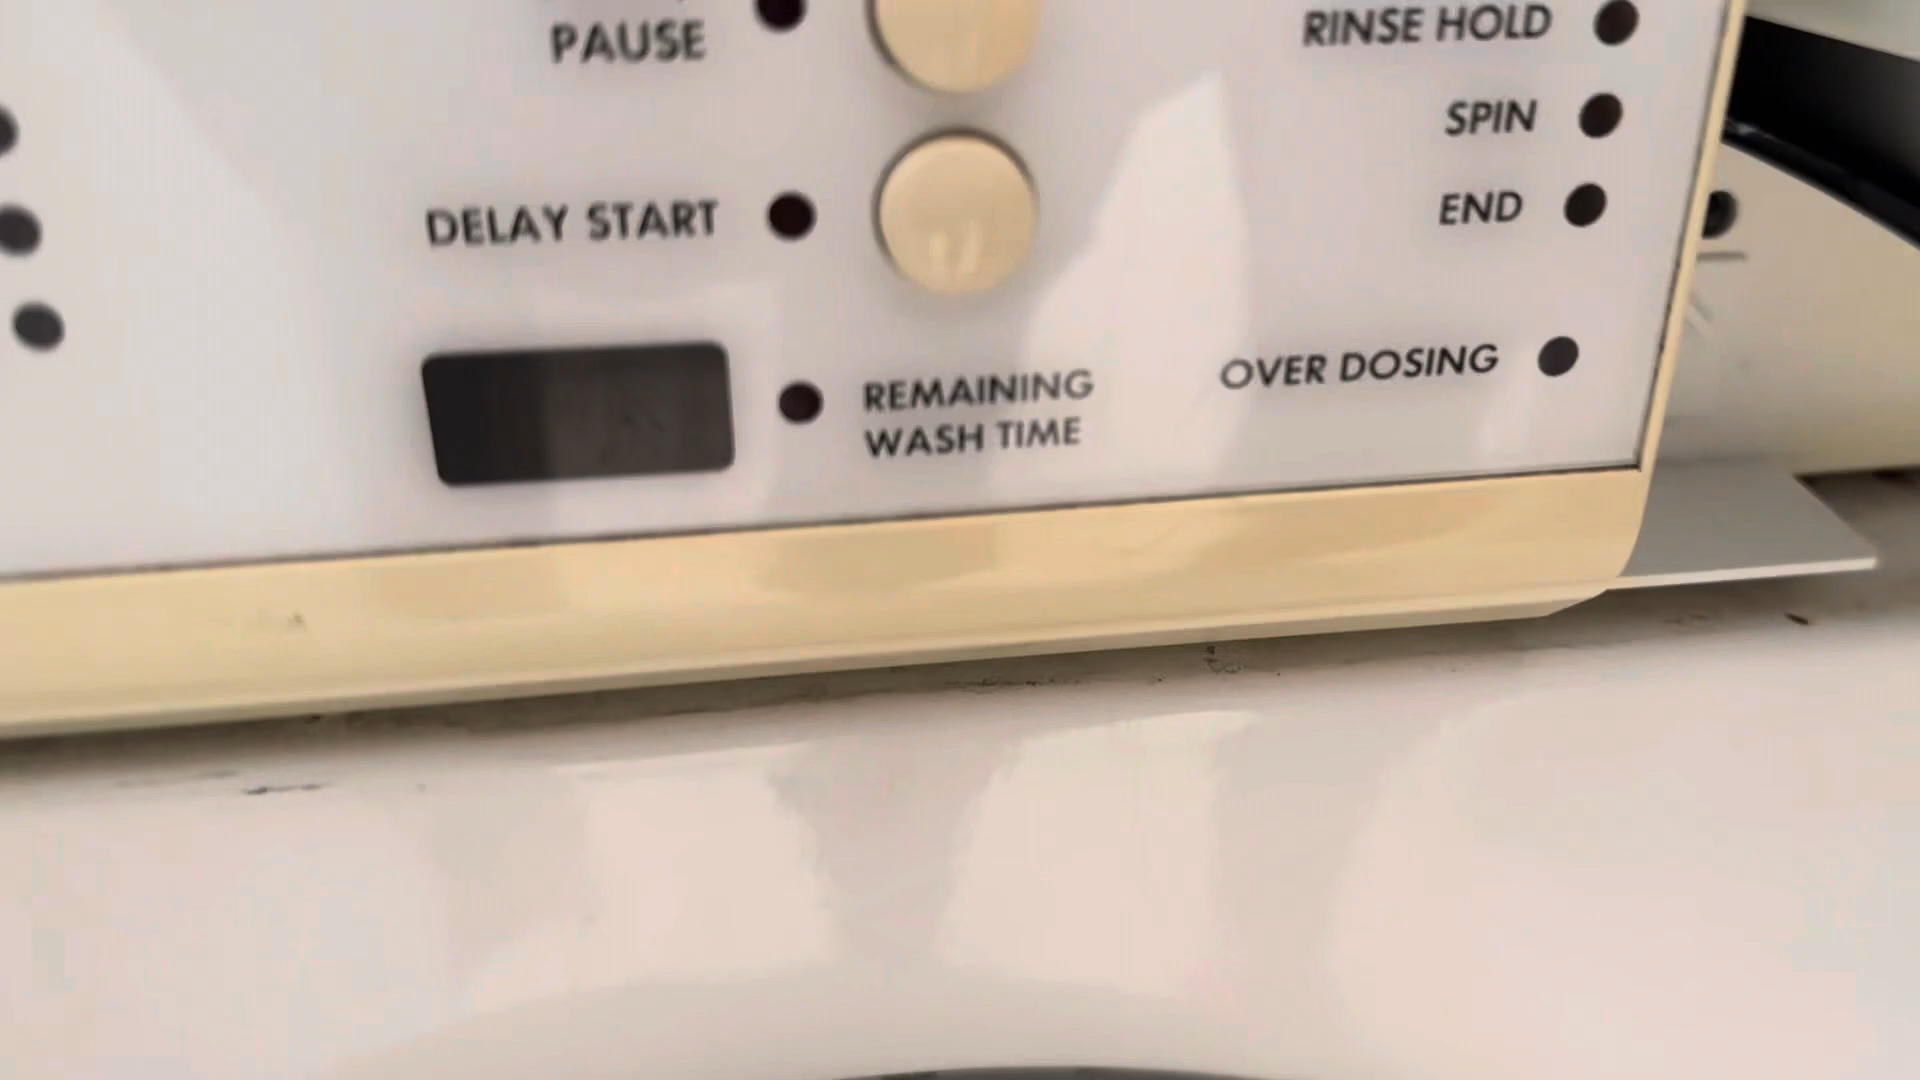 PAUSE
DELAY START
REMAINING
WASH TIME
RINSE HOLD
SPIN
END
OVER DOSING